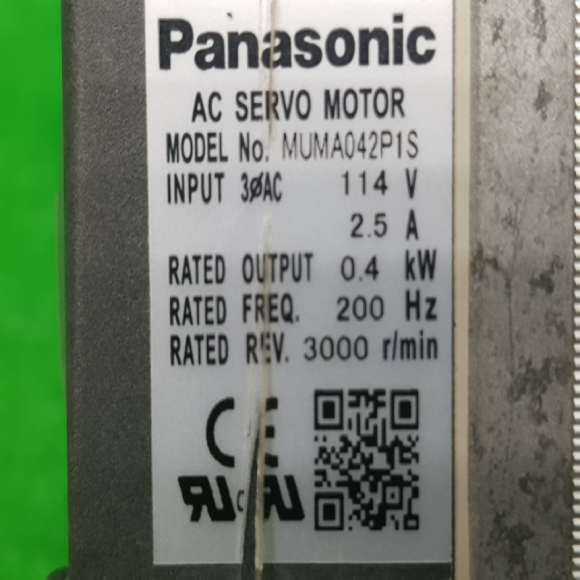 Panasonic
AC SERVO MOTOR
MODEL No. MUMA042P1S
INPUT 3ØAC 114 V
2.5 A
RATED OUTPUT 0.4 kW
RATED FREQ. 200 Hz
RATED REV. 3000 r/min
CE